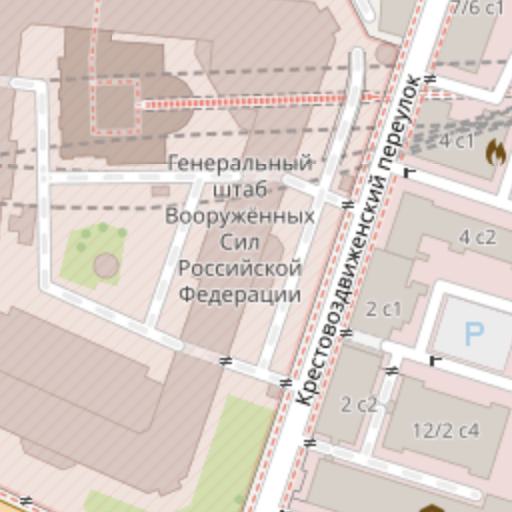 7/6 с1
4 с1
Генеральный
штаб
Вооружённых
Сил
Российской
Федерации
Крестовоздвиженский переулок
4 с2
2 с1
P
2 с2
12/2 с4